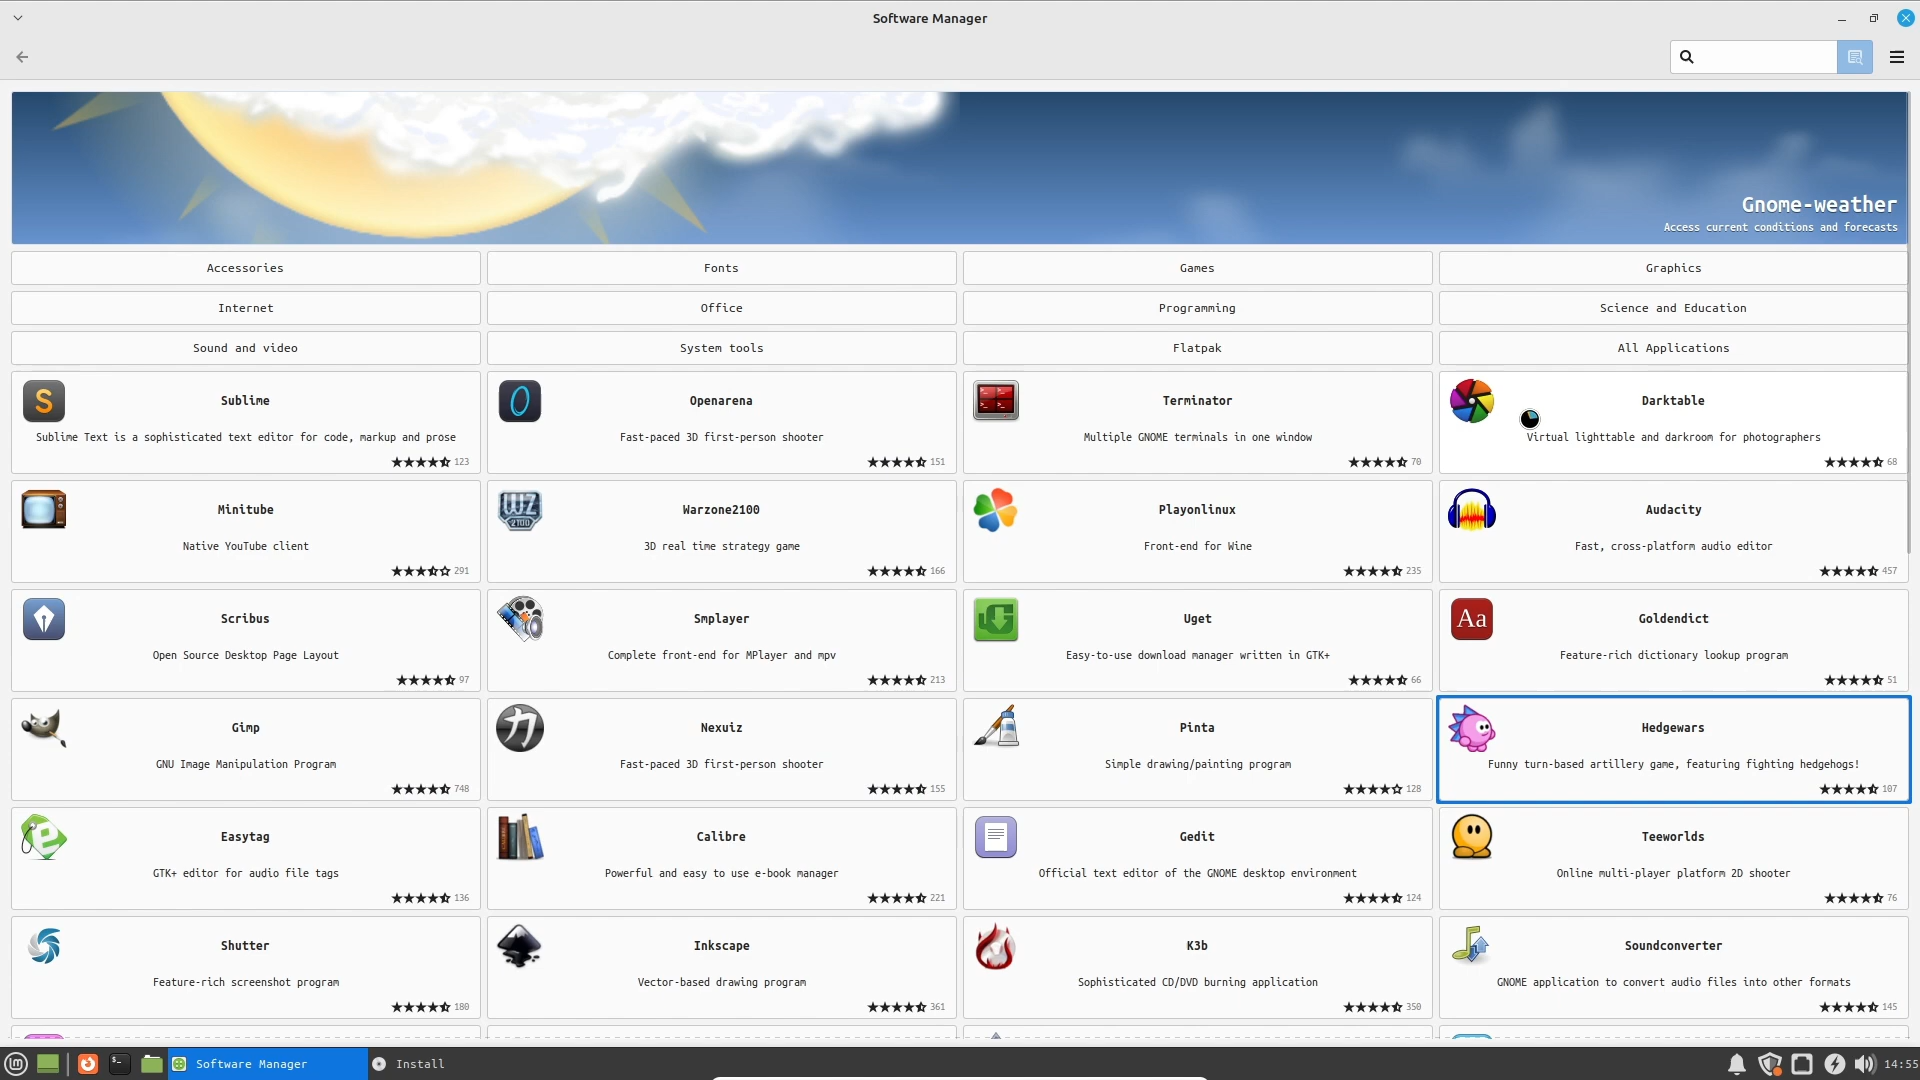 Software Manager
Gnome-weather
Access current conditions and forecasts
Accessories
Fonts
Games
Graphics
Internet
Office
Programming
Science and Education
Sound and video
System tools
Flatpak
All Applications
S
Sublime
Sublime Text is a sophisticated text editor for code, markup and prose
123
Openarena
Fast-paced 3D first-person shooter
151
Terminator
Multiple GNOME terminals in one window
70
Darktable
Virtual lighttable and darkroom for photographers
68
Minitube
Native YouTube client
291
WZ
2100
Warzone2100
3D real time strategy game
166
Playonlinux
Front-end for Wine
235
Audacity
Fast, cross-platform audio editor
457
Scribus
Open Source Desktop Page Layout
97
Smplayer
Complete front-end for MPlayer and mpv
213
Uget
Easy-to-use download manager written in GTK+
66
Aa
Goldendict
Feature-rich dictionary lookup program
51
Gimp
GNU Image Manipulation Program
748
力
Nexuiz
Fast-paced 3D first-person shooter
155
Pinta
Simple drawing/painting program
128
Hedgewars
Funny turn-based artillery game, featuring fighting hedgehogs!
107
e
Easytag
GTK+ editor for audio file tags
136
Calibre
Powerful and easy to use e-book manager
221
Gedit
Official text editor of the GNOME desktop environment
124
Teeworlds
Online multi-player platform 2D shooter
76
Shutter
Feature-rich screenshot program
180
Inkscape
Vector-based drawing program
361
K3b
Sophisticated CD/DVD burning application
350
Soundconverter
GNOME application to convert audio files into other formats
145
Software Manager
Install
14:55